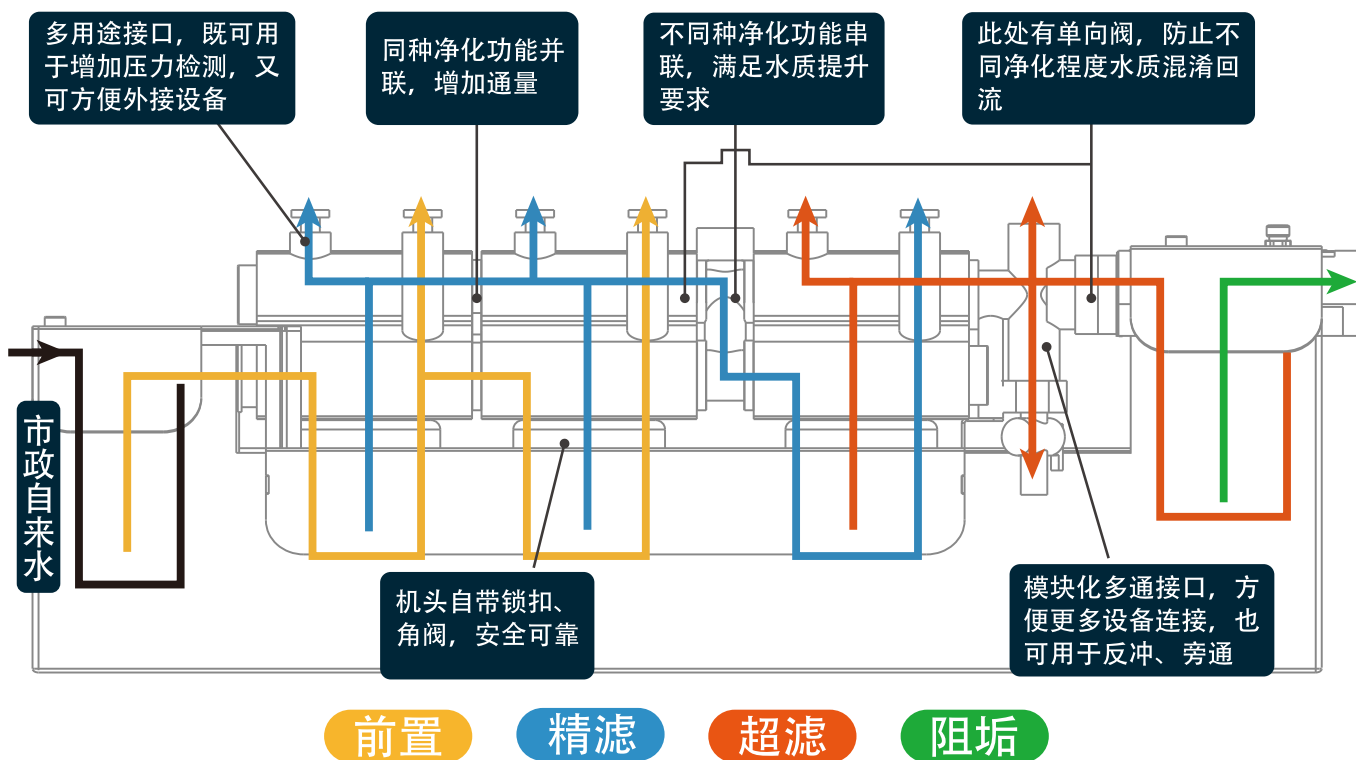 多用途接口，既可用
于增加压力检测，又
可方便外接设备
同种净化功能并
联，增加通量
不同种净化功能串
联，满足水质提升
要求
此处有单向阀，防止不
同净化程度水质混淆回
流
市政自来水
机头自带锁扣、
角阀，安全可靠
模块化多通接口，方
便更多设备连接，也
可用于反冲、旁通
前置
精滤
超滤
阻垢